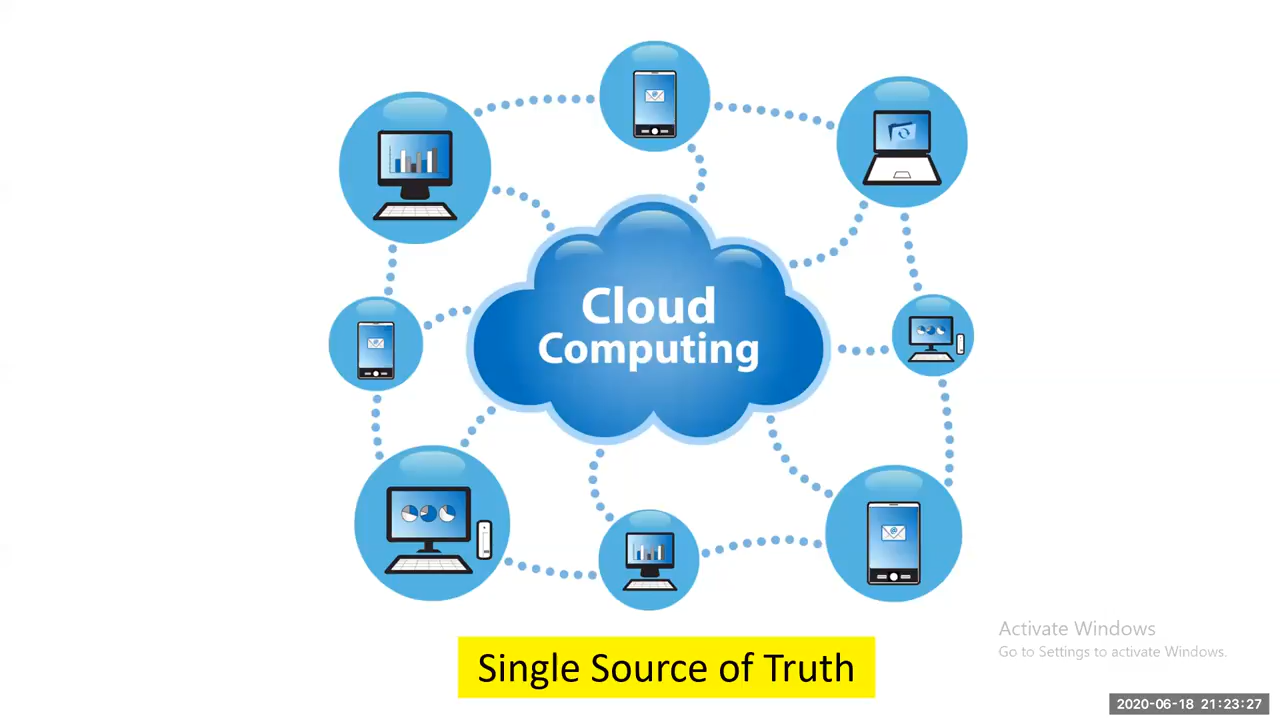 Cloud
Computing
Single Source of Truth
Activate Windows
Go to Settings to activate Windows.
2020-06-18 21:23:27